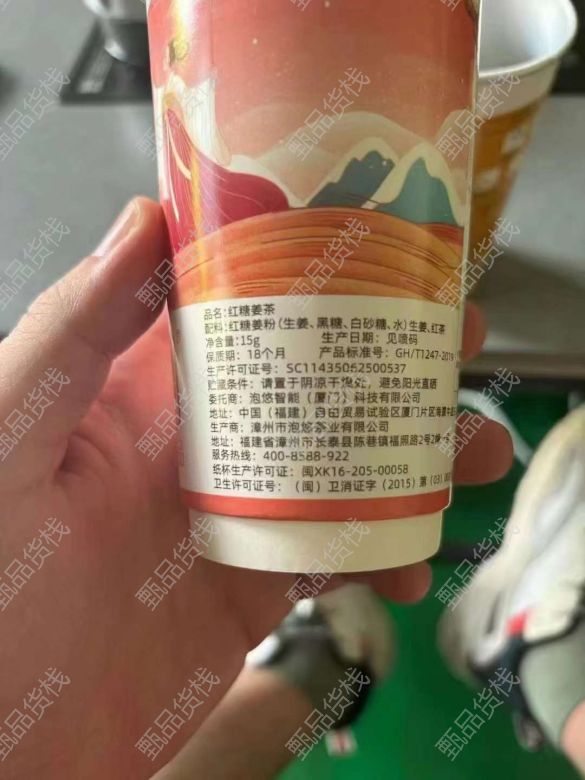 品名:红糖姜茶
配料:红糖姜粉(生姜、黑糖、白砂糖、水)生姜、红茶
净含量:15g 生产日期:见喷码
保质期:18个月 产品标准号:GH/T1247-2019
生产许可证号:SC11435062500537
贮藏条件:请置于阴凉干燥处,避免阳光直晒
委托商:泡悠智能(厦门)科技有限公司
地址:中国(福建)自由贸易试验区厦门片区海
生产商:漳州市泡悠茶业有限公司
地址:福建省漳州市长泰县陈巷镇福照路2号2
服务热线:400-8588-922
纸杯生产许可证:闽XK16-205-00058
卫生许可证号:(闽)卫消证字(2015)第(03)
甄品货栈